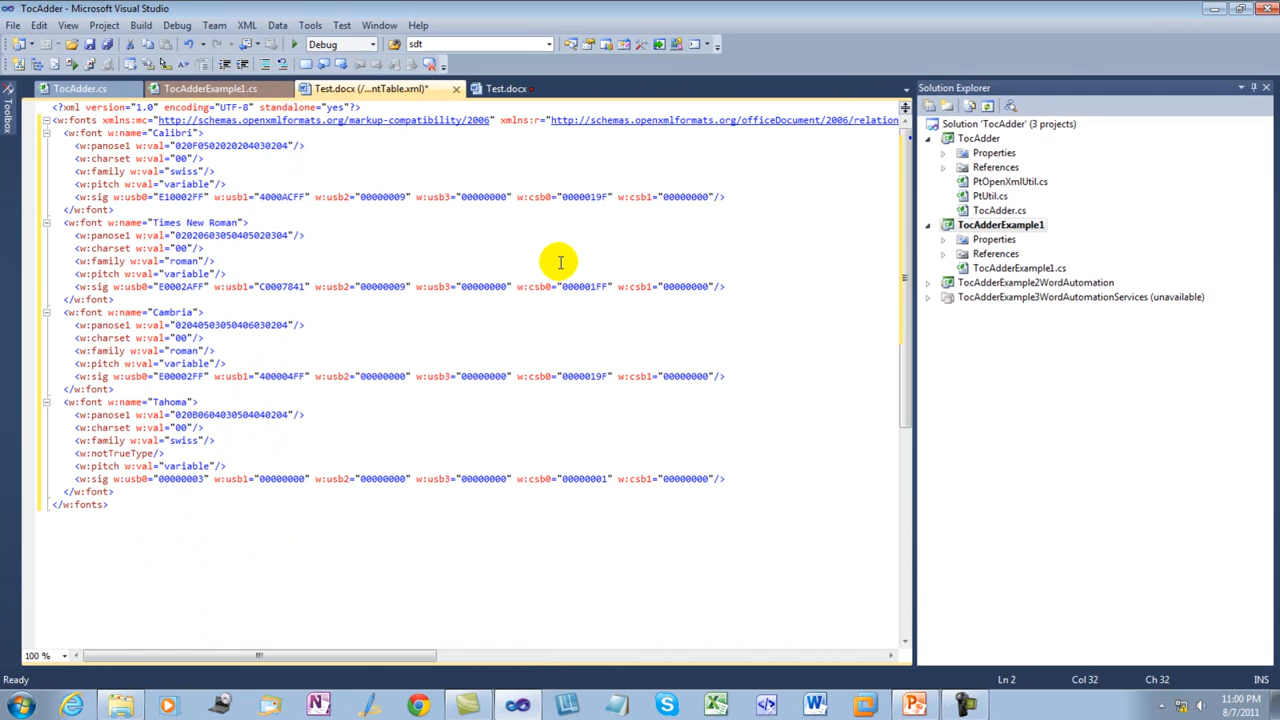 TocAdder - Microsoft Visual Studio
File Edit View Project Build Debug Team XML Data Tools Test Window Help
Debug sdt
TocAdder.cs TocAdderExample1.cs Test.docx (/...ntTable.xml)* Test.docx
Toolbox
<?xml version="1.0" encoding="UTF-8" standalone="yes"?>
<w:fonts xmlns:mc="http://schemas.openxmlformats.org/markup-compatibility/2006" xmlns:r="http://schemas.openxmlformats.org/officeDocument/2006/relation
<w:font w:name="Calibri">
<w:panose1 w:val="020F0502020204030204"/>
<w:charset w:val="00"/>
<w:family w:val="swiss"/>
<w:pitch w:val="variable"/>
<w:sig w:usb0="E10002FF" w:usb1="4000ACFF" w:usb2="00000009" w:usb3="00000000" w:csb0="0000019F" w:csb1="00000000"/>
</w:font>
<w:font w:name="Times New Roman">
<w:panose1 w:val="02020603050405020304"/>
<w:charset w:val="00"/>
<w:family w:val="roman"/>
<w:pitch w:val="variable"/>
<w:sig w:usb0="E0002AFF" w:usb1="C0007841" w:usb2="00000009" w:usb3="00000000" w:csb0="000001FF" w:csb1="00000000"/>
</w:font>
<w:font w:name="Cambria">
<w:panose1 w:val="02040503050406030204"/>
<w:charset w:val="00"/>
<w:family w:val="roman"/>
<w:pitch w:val="variable"/>
<w:sig w:usb0="E00002FF" w:usb1="400004FF" w:usb2="00000000" w:usb3="00000000" w:csb0="0000019F" w:csb1="00000000"/>
</w:font>
<w:font w:name="Tahoma">
<w:panose1 w:val="020B0604030504040204"/>
<w:charset w:val="00"/>
<w:family w:val="swiss"/>
<w:notTrueType/>
<w:pitch w:val="variable"/>
<w:sig w:usb0="00000003" w:usb1="00000000" w:usb2="00000000" w:usb3="00000000" w:csb0="00000001" w:csb1="00000000"/>
</w:font>
</w:fonts>
100 %
Solution Explorer
Solution 'TocAdder' (3 projects)
TocAdder
Properties
References
PtOpenXmlUtil.cs
PtUtil.cs
TocAdder.cs
TocAdderExample1
Properties
References
TocAdderExample1.cs
TocAdderExample2WordAutomation
TocAdderExample3WordAutomationServices (unavailable)
Ready Ln 2 Col 32 Ch 32 INS
11:00 PM
8/7/2011